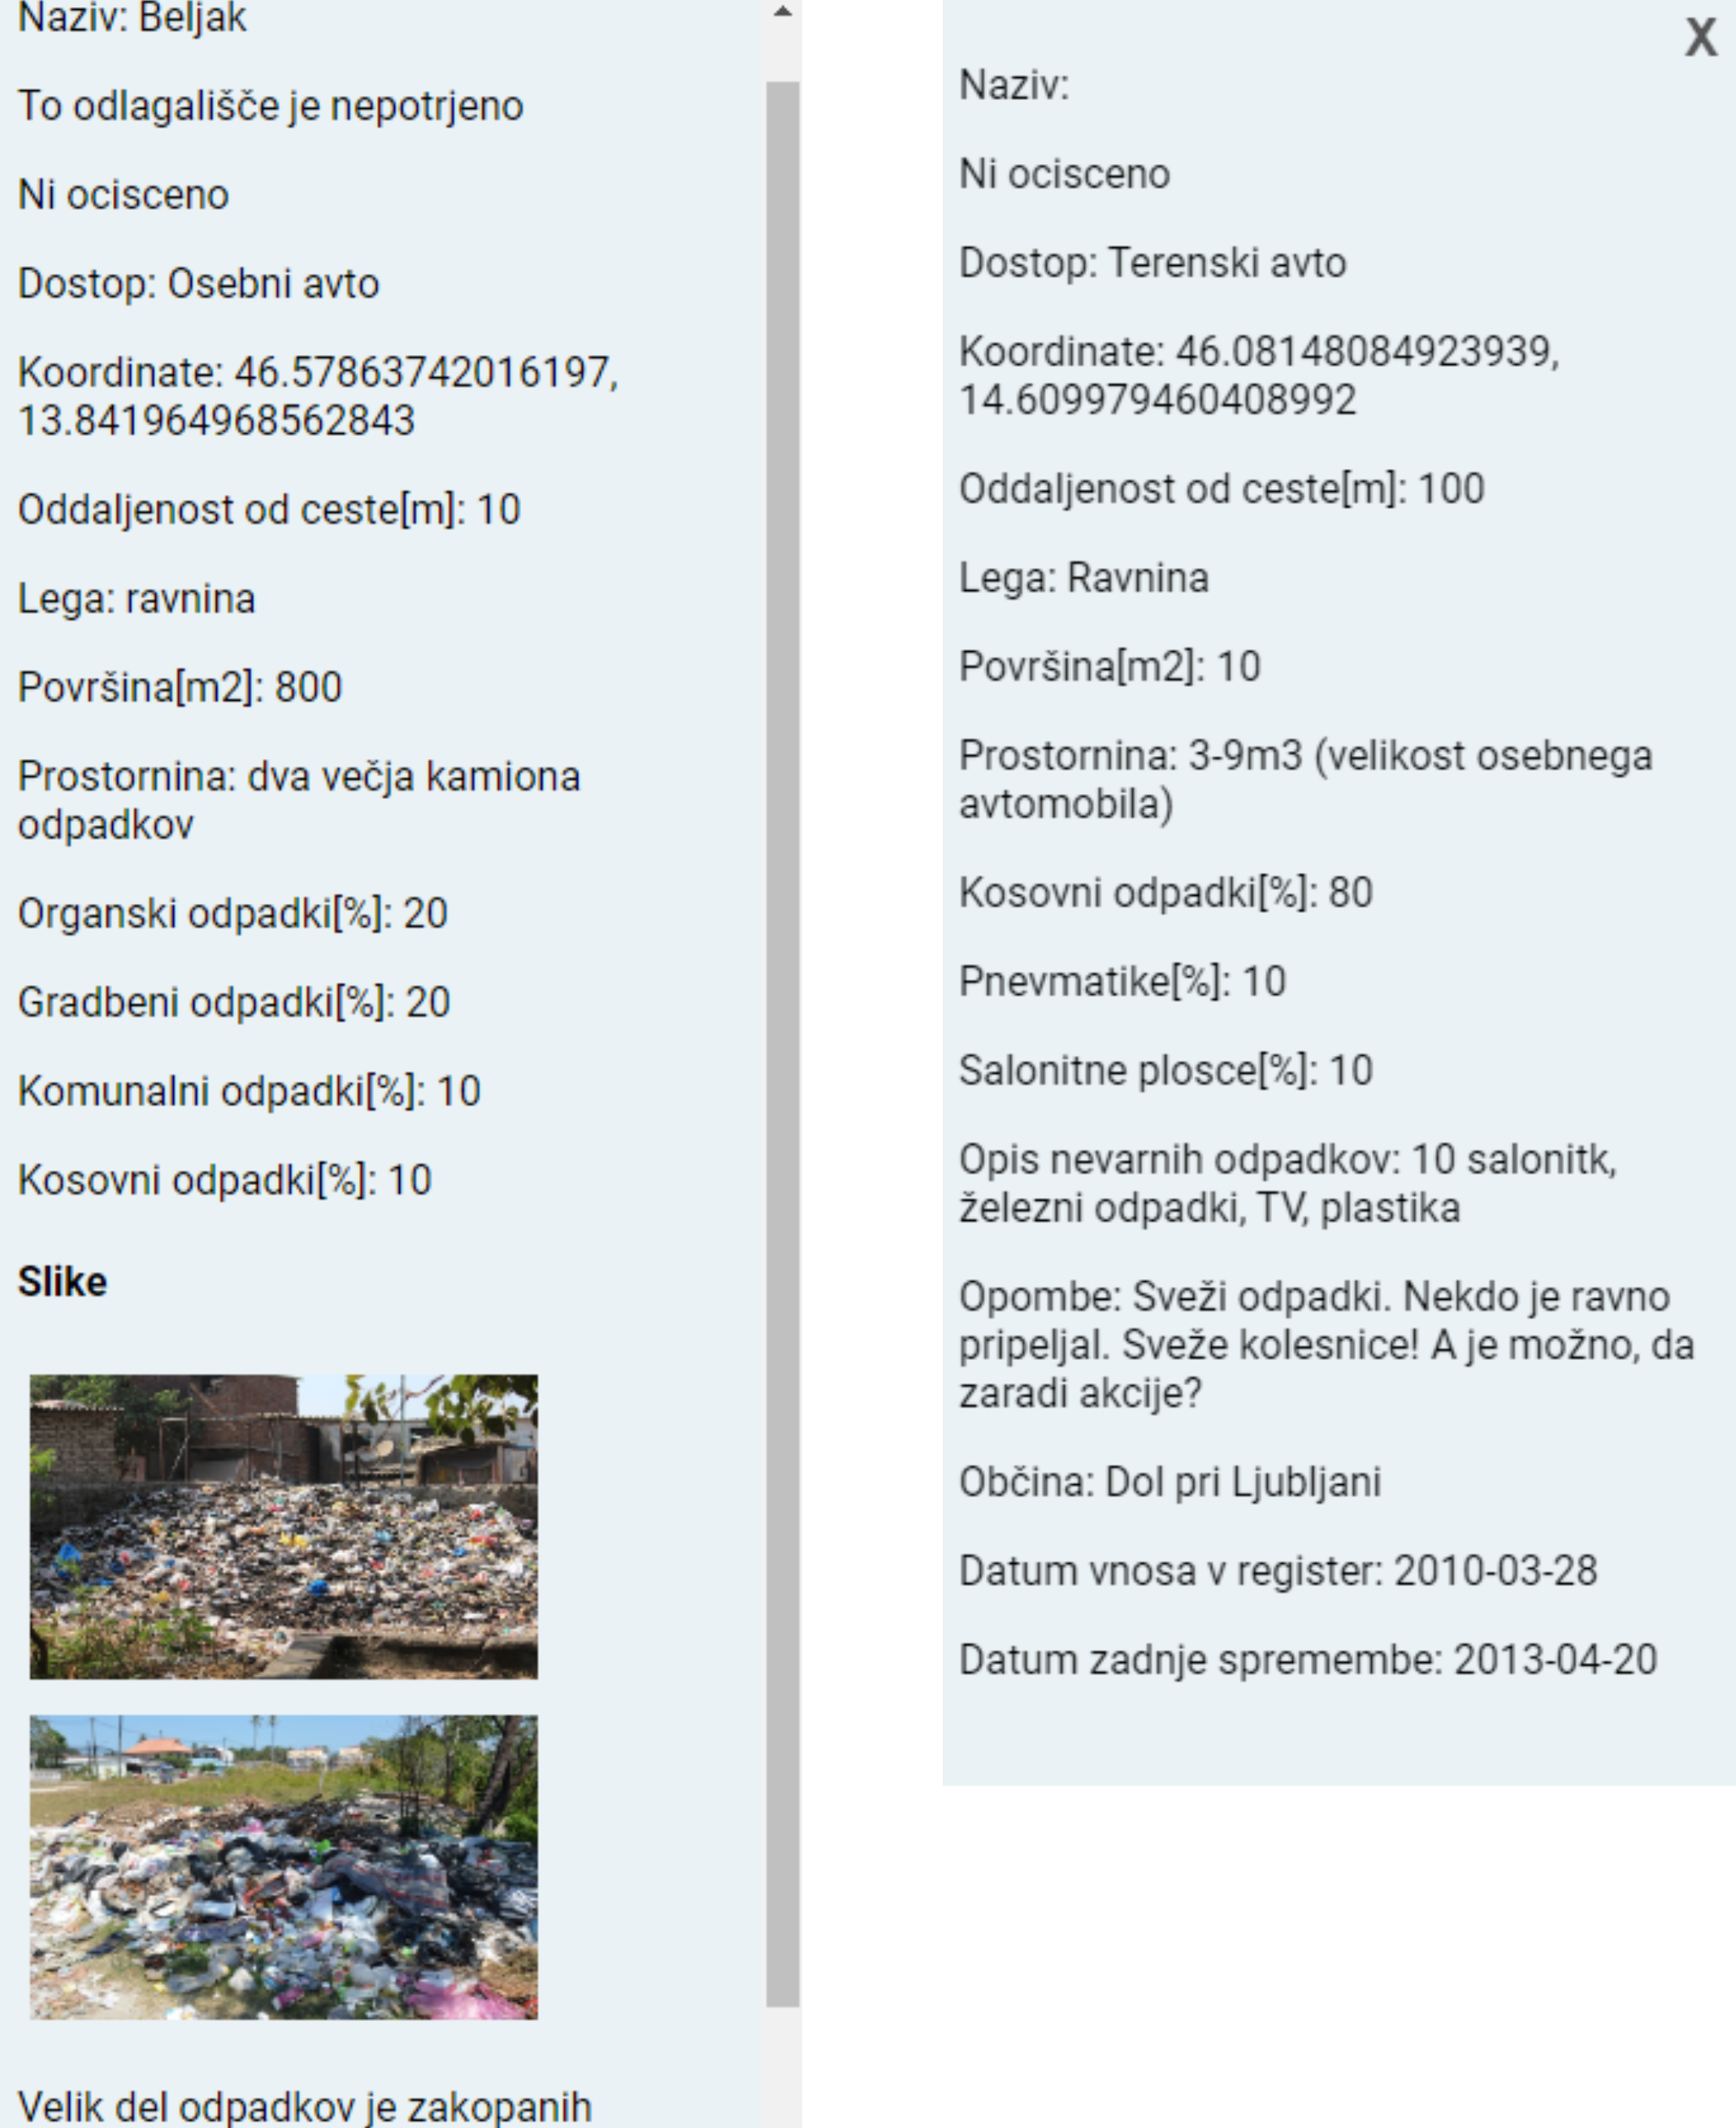 Naziv: Beljak
To odlagališče je nepotrjeno
Ni ocisceno
Dostop: Osebni avto
Koordinate: 46.57863742016197,
13.841964968562843
Oddaljenost od ceste[m]: 10
Lega: ravnina
Površina[m2]: 800
Prostornina: dva večja kamiona
odpadkov
Organski odpadki[%]: 20
Gradbeni odpadki[%]: 20
Komunalni odpadki[%]: 10
Kosovni odpadki[%]: 10
Slike
Velik del odpadkov je zakopanih
X
Naziv:
Ni ocisceno
Dostop: Terenski avto
Koordinate: 46.08148084923939,
14.609979460408992
Oddaljenost od ceste[m]: 100
Lega: Ravnina
Površina[m2]: 10
Prostornina: 3-9m3 (velikost osebnega
avtomobila)
Kosovni odpadki[%]: 80
Pnevmatike[%]: 10
Salonitne plosce[%]: 10
Opis nevarnih odpadkov: 10 salonitk,
železni odpadki, TV, plastika
Opombe: Sveži odpadki. Nekdo je ravno
pripeljal. Sveže kolesnice! A je možno, da
zaradi akcije?
Občina: Dol pri Ljubljani
Datum vnosa v register: 2010-03-28
Datum zadnje spremembe: 2013-04-20